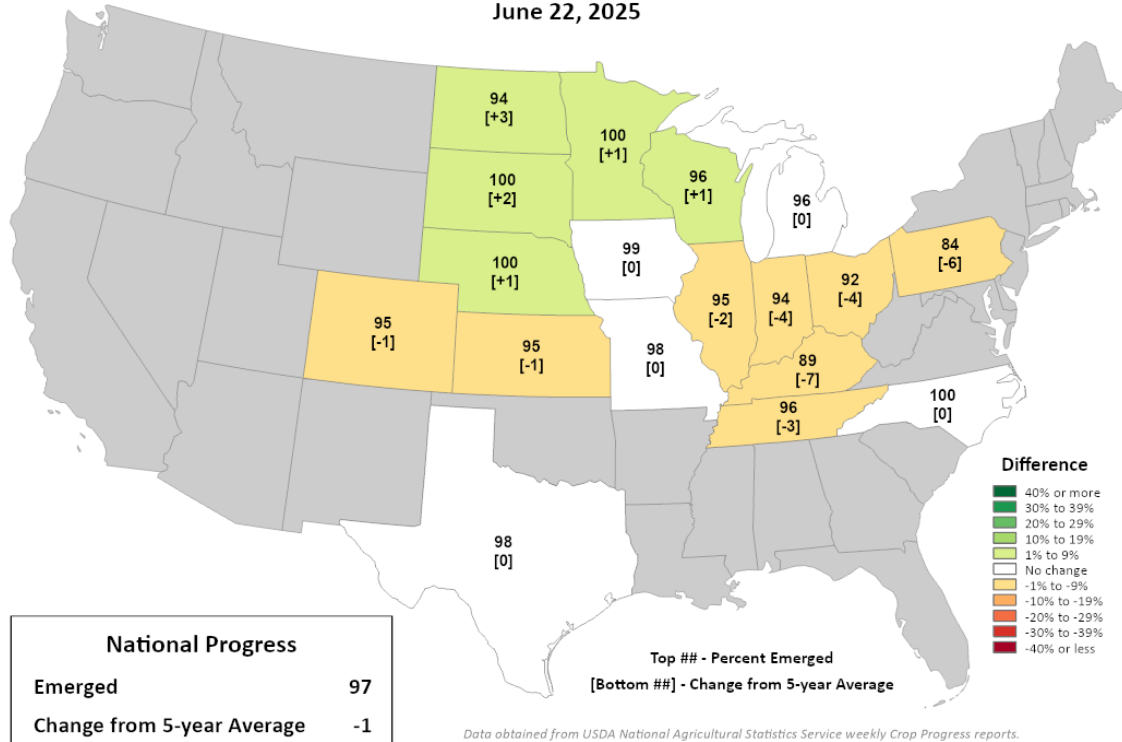 June 22, 2025
94
[+3]
100
[+1]
96
[+1]
96
[0]
100
[+2]
99
[0]
100
[+1]
84
[-6]
92
[-4]
94
[-4]
95
[-2]
95
[-1]
95
[-1]
98
[0]
89
[-7]
96
[-3]
100
[0]
98
[0]
Difference
40% or more
30% to 39%
20% to 29%
10% to 19%
1% to 9%
No change
-1% to -9%
-10% to -19%
-20% to -29%
-30% to -39%
-40% or less
National Progress
Emerged 97
Change from 5-year Average -1
Top ## - Percent Emerged
[Bottom ##] - Change from 5-year Average
Data obtained from USDA National Agricultural Statistics Service weekly Crop Progress reports.